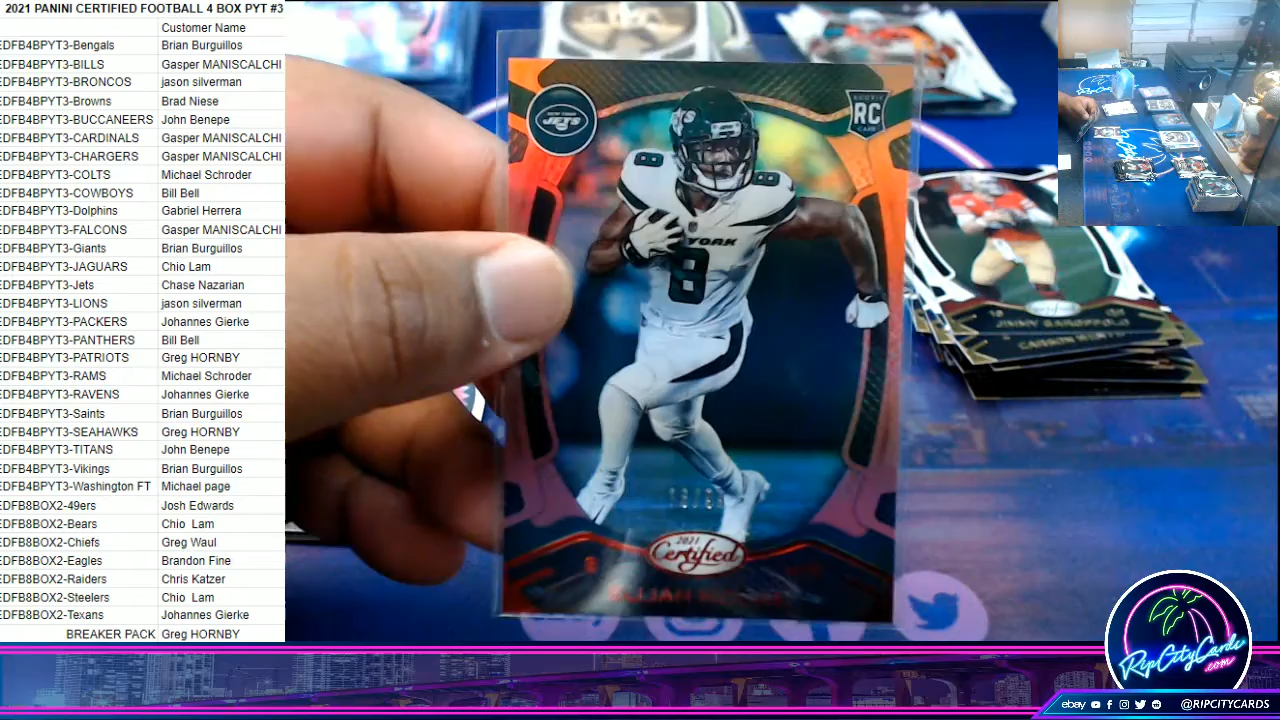 2021 PANINI CERTIFIED FOOTBALL 4 BOX PYT #3
Customer Name
EDFB4BPYT3-Bengals Brian Burguillos
EDFB4BPYT3-BILLS Gasper MANISCALCHI
EDFB4BPYT3-BRONCOS jason silverman
EDFB4BPYT3-Browns Brad Niese
EDFB4BPYT3-BUCCANEERS John Benepe
EDFB4BPYT3-CARDINALS Gasper MANISCALCHI
EDFB4BPYT3-CHARGERS Gasper MANISCALCHI
EDFB4BPYT3-COLTS Michael Schroder
EDFB4BPYT3-COWBOYS Bill Bell
EDFB4BPYT3-Dolphins Gabriel Herrera
EDFB4BPYT3-FALCONS Gasper MANISCALCHI
EDFB4BPYT3-Giants Brian Burguillos
EDFB4BPYT3-JAGUARS Chio Lam
EDFB4BPYT3-Jets Chase Nazarian
EDFB4BPYT3-LIONS jason silverman
EDFB4BPYT3-PACKERS Johannes Gierke
EDFB4BPYT3-PANTHERS Bill Bell
EDFB4BPYT3-PATRIOTS Greg HORNBY
EDFB4BPYT3-RAMS Michael Schroder
EDFB4BPYT3-RAVENS Johannes Gierke
EDFB4BPYT3-Saints Brian Burguillos
EDFB4BPYT3-SEAHAWKS Greg HORNBY
EDFB4BPYT3-TITANS John Benepe
EDFB4BPYT3-Vikings Brian Burguillos
EDFB4BPYT3-Washington FT Michael page
EDFB8BOX2-49ers Josh Edwards
EDFB8BOX2-Bears Chio Lam
EDFB8BOX2-Chiefs Greg Waul
EDFB8BOX2-Eagles Brandon Fine
EDFB8BOX2-Raiders Chris Katzer
EDFB8BOX2-Steelers Chio Lam
EDFB8BOX2-Texans Johannes Gierke
BREAKER PACK Greg HORNBY
NEW YORK
JETS
ROOKIE
RC
CARD
8
8
YORK
8
2021
Certified
ELIJAH
JIMMY GAROPPOLO
CARSON WENTZ
RipCityCards
.com
ebay
@RIPCITYCARDS